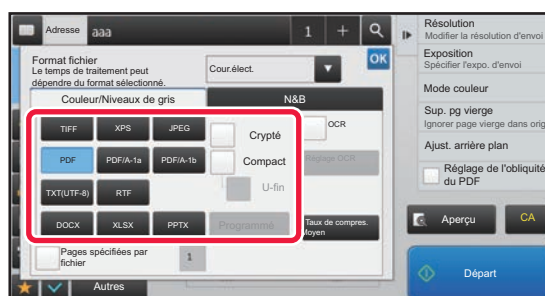 Adresse aaa
1 +
Format fichier
Le temps de traitement peut
dépendre du format sélectionné.
Cour.élect.
OK
Couleur/Niveaux de gris
N&B
TIFF XPS JPEG
Crypté
OCR
PDF PDF/A-1a PDF/A-1b
Compact
Réglage OCR
TXT(UTF-8) RTF
U-fin
DOCX XLSX PPTX
Programmé
Taux de compres.
Moyen
Pages spécifiées par
fichier
1
Autres
Résolution
Modifier la résolution d'envoi
Exposition
Spécifier l'expo. d'envoi
Mode couleur
Sup. pg vierge
Ignorer page vierge dans orig
Ajust. arrière plan
Réglage de l'obliquité
du PDF
Aperçu
CA
Départ